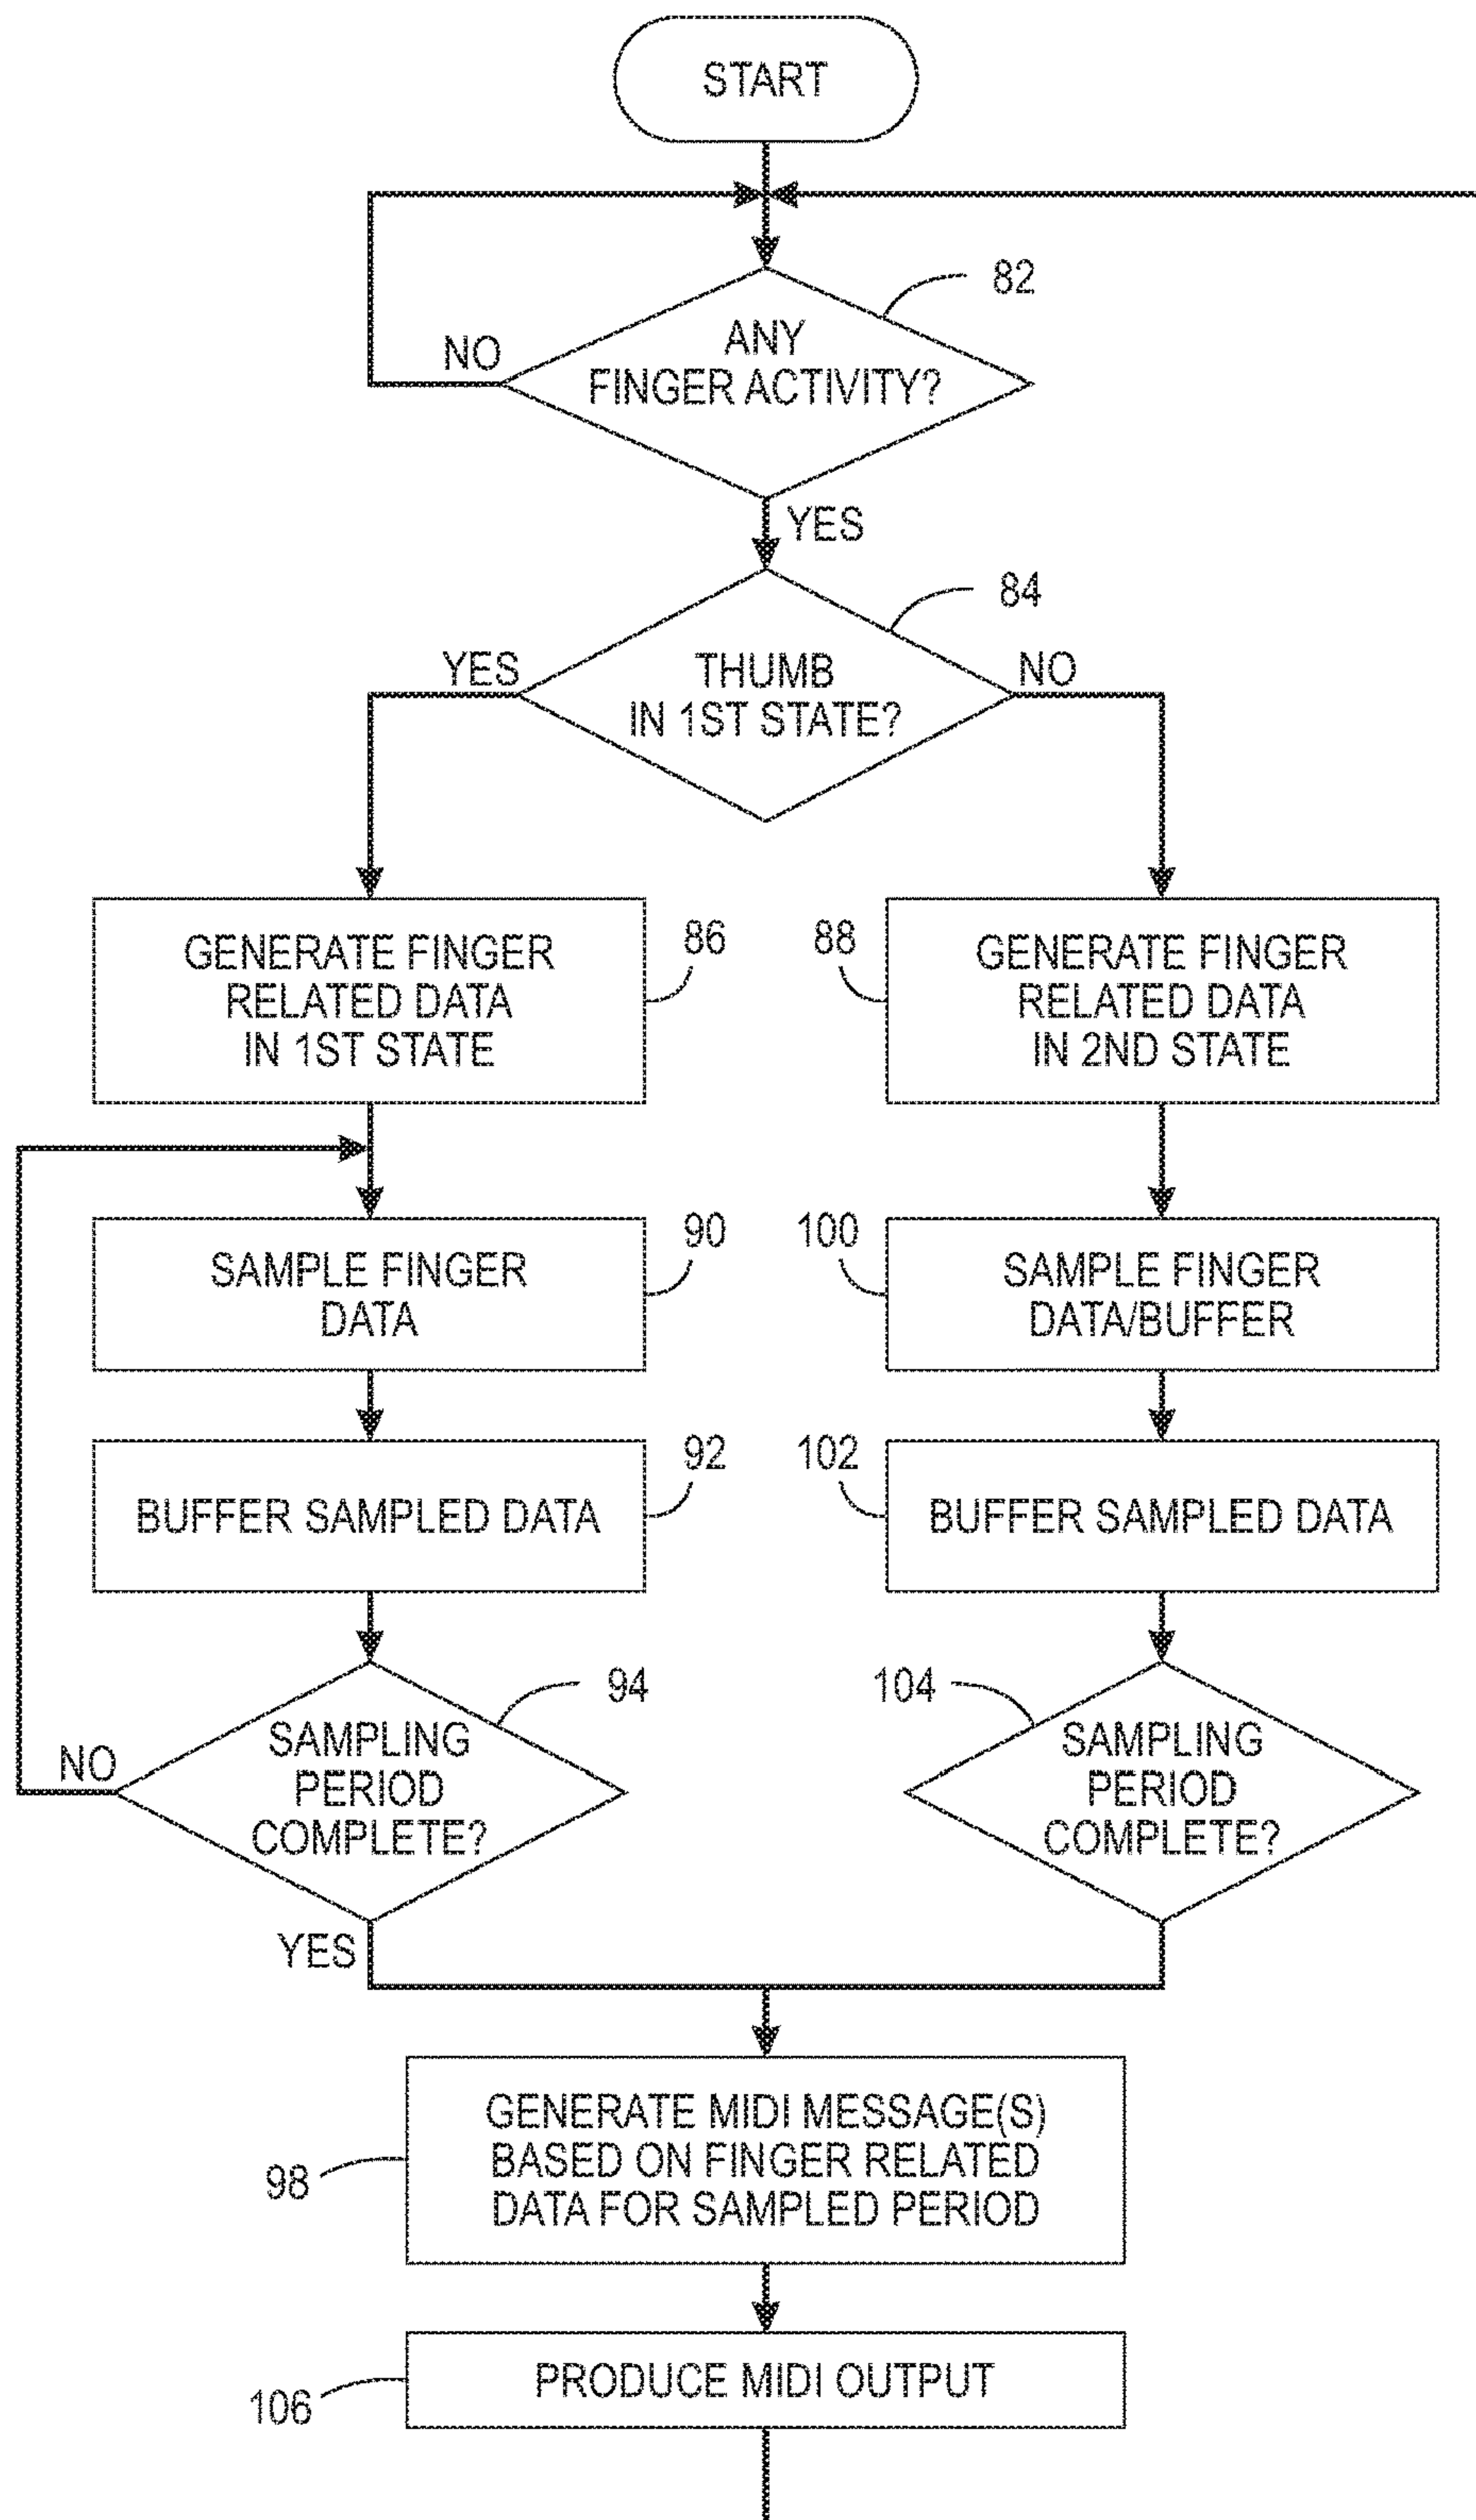 START
82
ANY
FINGER ACTIVITY?
NO
YES
84
THUMB
IN 1ST STATE?
YES
NO
GENERATE FINGER
RELATED DATA
IN 1ST STATE
86
88
GENERATE FINGER
RELATED DATA
IN 2ND STATE
SAMPLE FINGER
DATA
90
100
SAMPLE FINGER
DATA/BUFFER
BUFFER SAMPLED DATA
92
102
BUFFER SAMPLED DATA
94
SAMPLING
PERIOD
COMPLETE?
NO
YES
104
SAMPLING
PERIOD
COMPLETE?
GENERATE MIDI MESSAGE(S)
BASED ON FINGER RELATED
DATA FOR SAMPLED PERIOD
98
PRODUCE MIDI OUTPUT
106